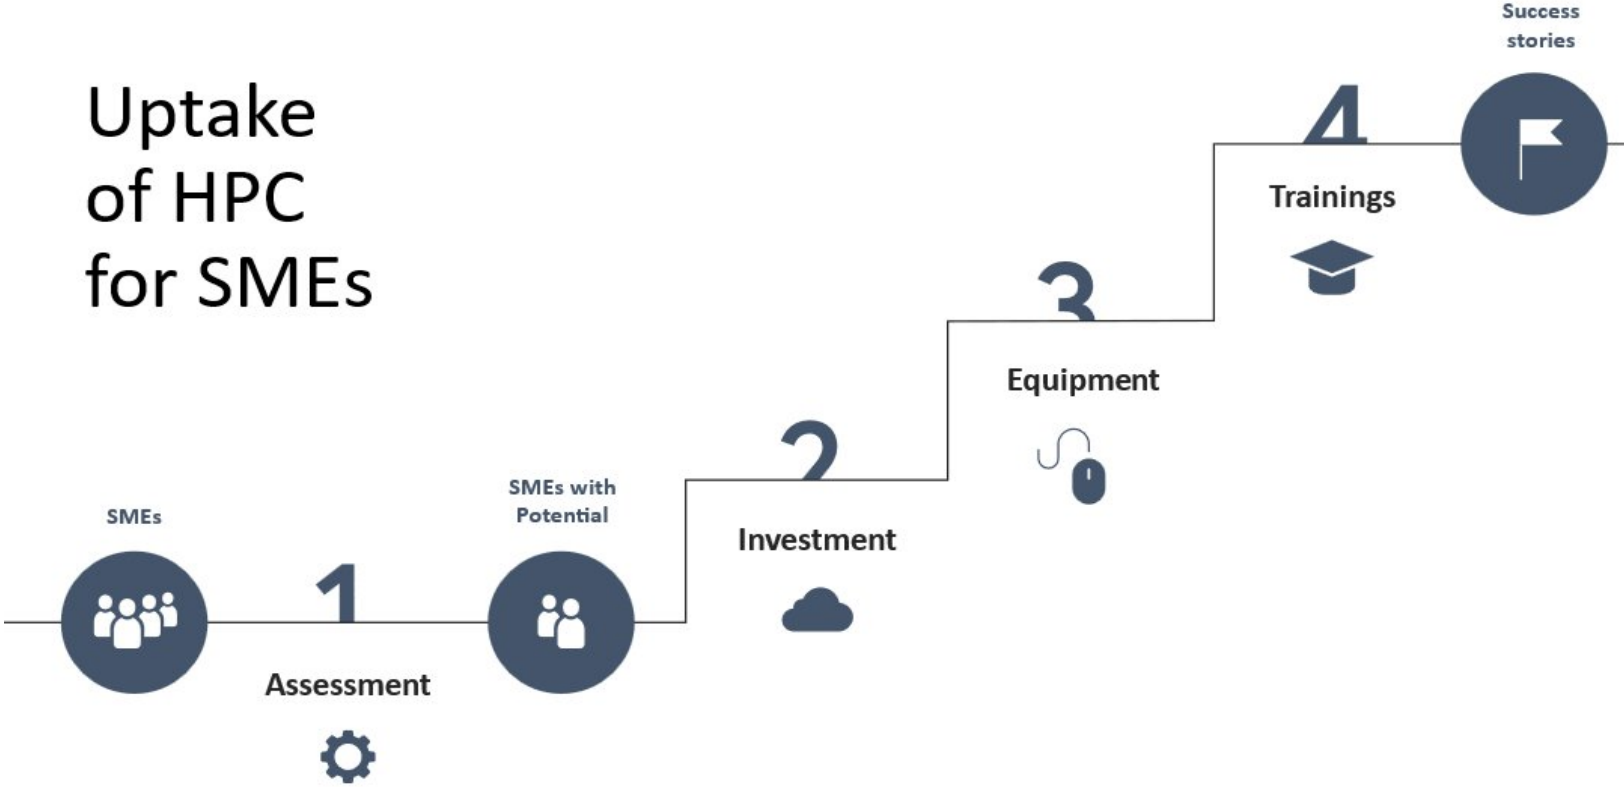 Uptake
of HPC
for SMEs
SMEs
1
Assessment
SMEs with
Potential
2
Investment
3
Equipment
4
Trainings
Success
stories